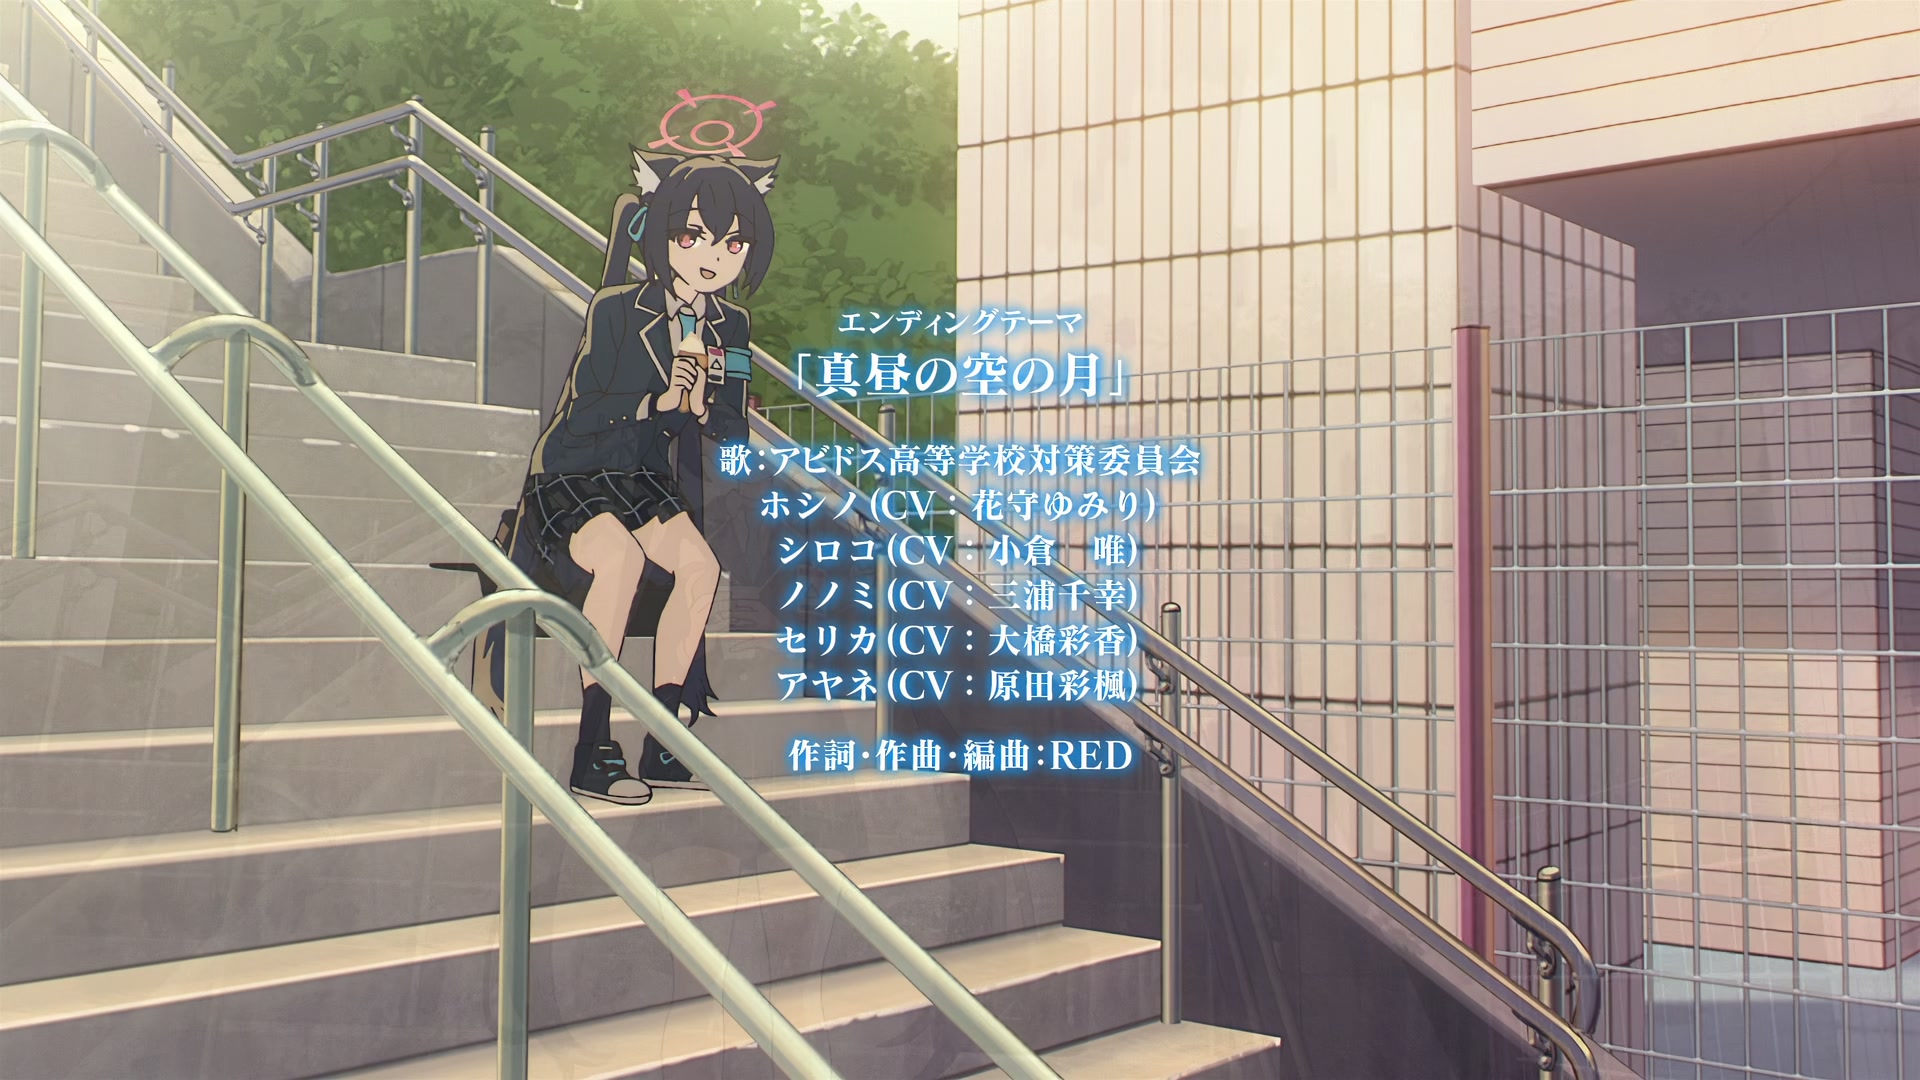 エンディングテーマ
「真昼の空の月」
歌:アビドス高等学校対策委員会
ホシノ(CV：花守ゆみり)
シロコ(CV：小倉　唯)
ノノミ(CV：三浦千幸)
セリカ(CV：大橋彩香)
アヤネ(CV：原田彩楓)
作詞・作曲・編曲:RED